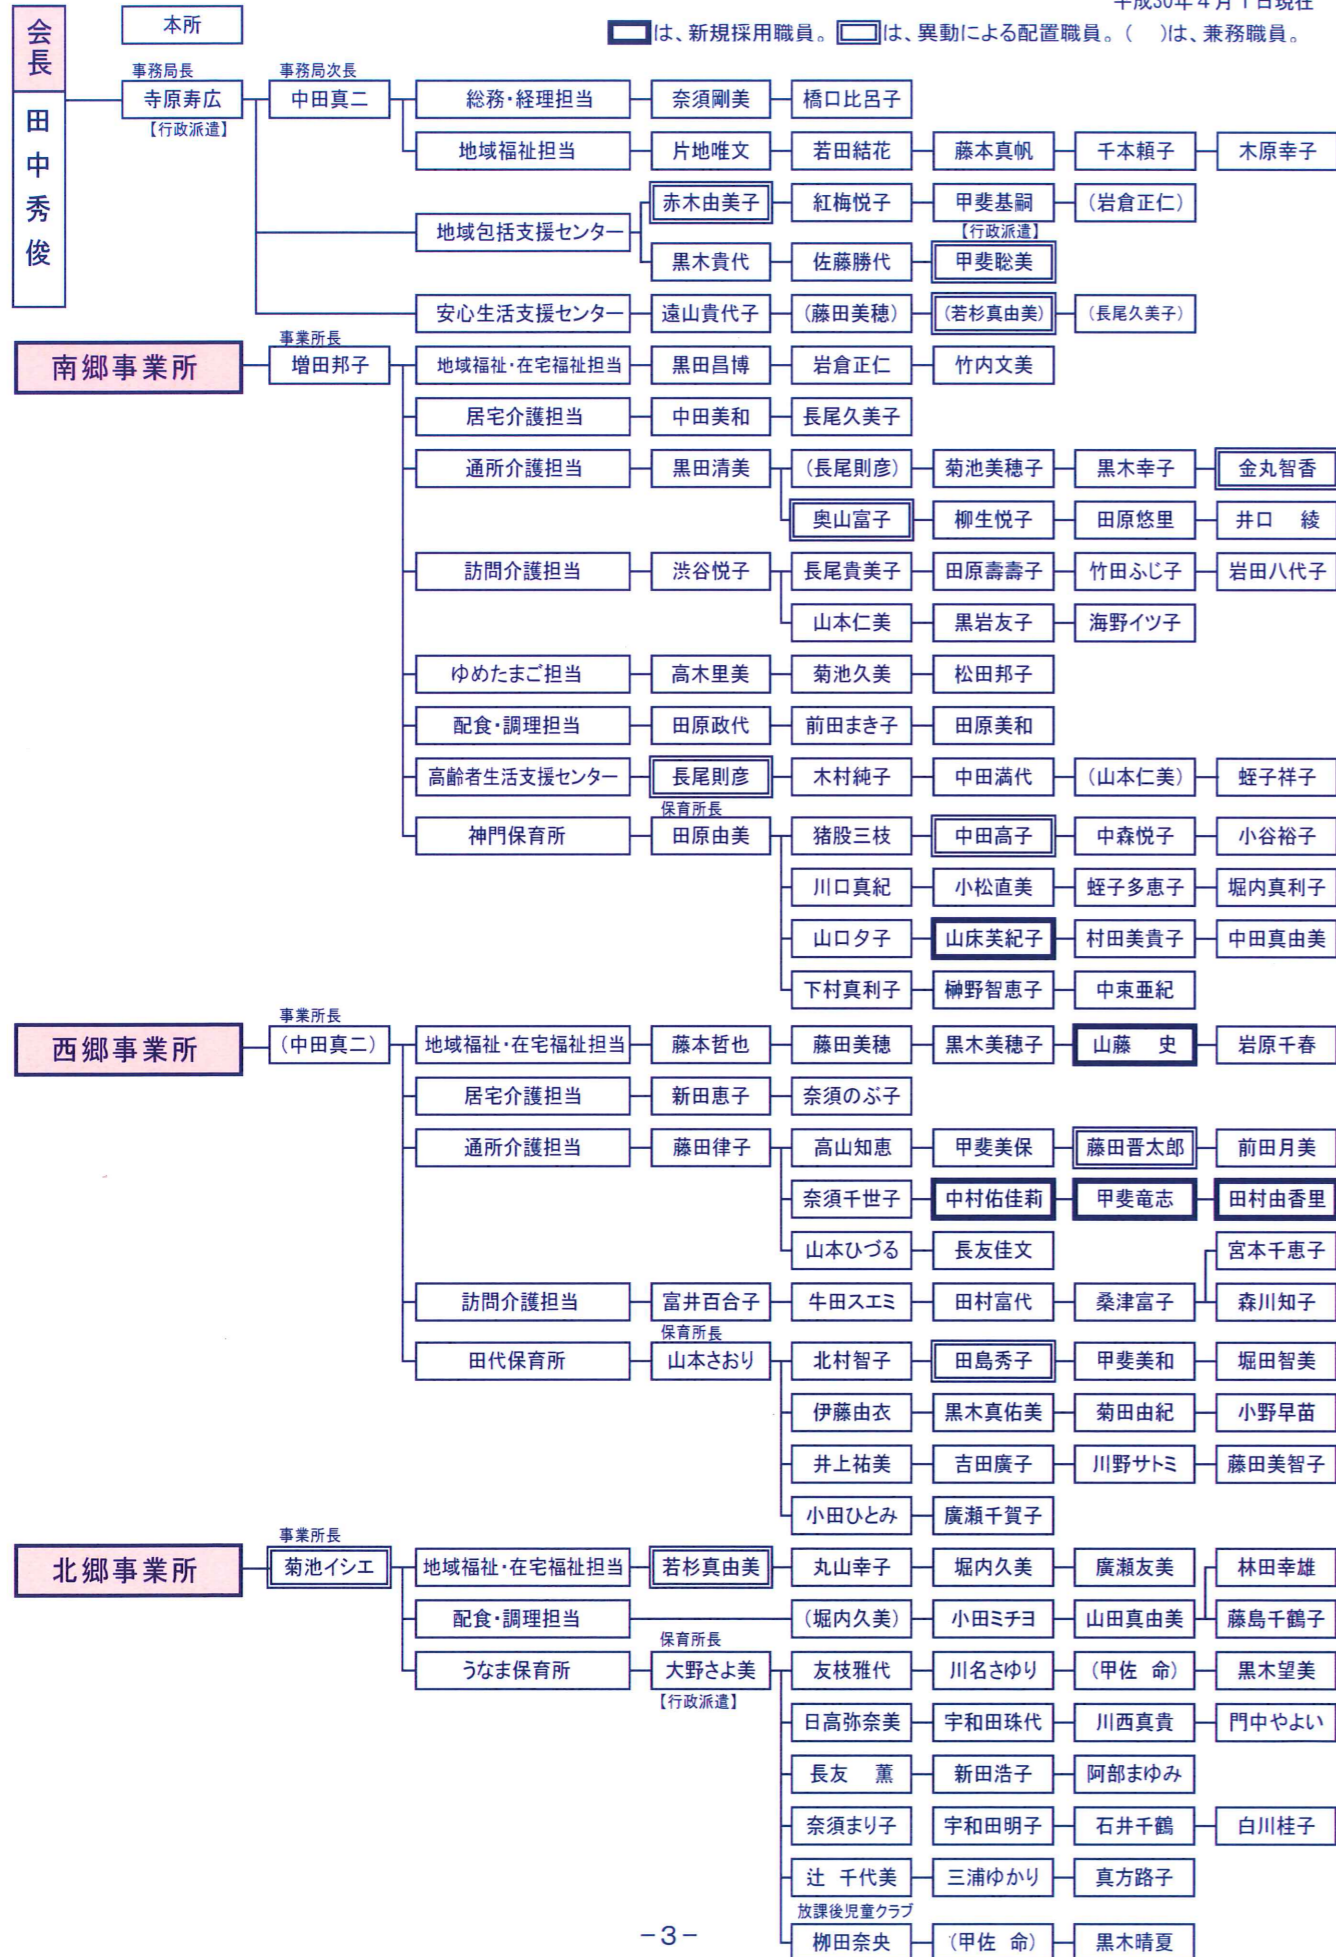 平成30年4月1日現在
は、新規採用職員。 は、異動による配置職員。( )は、兼務職員。
会長 田中秀俊
本所
事務局長 事務局次長
寺原寿広 中田真二 総務・経理担当 奈須剛美 橋口比呂子
【行政派遣】
地域福祉担当 片地唯文 若田結花 藤本真帆 千本頼子 木原幸子
赤木由美子 紅梅悦子 甲斐基嗣 (岩倉正仁)
地域包括支援センター 【行政派遣】
黒木貴代 佐藤勝代 甲斐聡美
安心生活支援センター 遠山貴代子 (藤田美穂) (若杉真由美) (長尾久美子)
事業所長
南郷事業所 増田邦子 地域福祉・在宅福祉担当 黒田昌博 岩倉正仁 竹内文美
居宅介護担当 中田美和 長尾久美子
通所介護担当 黒田清美 (長尾則彦) 菊池美穂子 黒木幸子 金丸智香
奥山富子 柳生悦子 田原悠里 井口 綾
訪問介護担当 渋谷悦子 長尾貴美子 田原壽壽子 竹田ふじ子 岩田八代子
山本仁美 黒岩友子 海野イツ子
ゆめたまご担当 高木里美 菊池久美 松田邦子
配食・調理担当 田原政代 前田まき子 田原美和
高齢者生活支援センター 長尾則彦 木村純子 中田満代 (山本仁美) 蛭子祥子
保育所長
神門保育所 田原由美 猪股三枝 中田高子 中森悦子 小谷裕子
川口真紀 小松直美 蛭子多恵子 堀内真利子
山口夕子 山床芙紀子 村田美貴子 中田真由美
下村真利子 榊野智恵子 中束亜紀
事業所長
西郷事業所 (中田真二) 地域福祉・在宅福祉担当 藤本哲也 藤田美穂 黒木美穂子 山藤 史 岩原千春
居宅介護担当 新田恵子 奈須のぶ子
通所介護担当 藤田律子 高山知恵 甲斐美保 藤田晋太郎 前田月美
奈須千世子 中村佑佳莉 甲斐竜志 田村由香里
山本ひづる 長友佳文 宮本千恵子
訪問介護担当 富井百合子 牛田スエミ 田村富代 桑津富子 森川知子
保育所長
田代保育所 山本さおり 北村智子 田島秀子 甲斐美和 堀田智美
伊藤由衣 黒木真佑美 菊田由紀 小野早苗
井上祐美 吉田廣子 川野サトミ 藤田美智子
小田ひとみ 廣瀬千賀子
事業所長
北郷事業所 菊池イシエ 地域福祉・在宅福祉担当 若杉真由美 丸山幸子 堀内久美 廣瀬友美 林田幸雄
配食・調理担当 (堀内久美) 小田ミチヨ 山田真由美 藤島千鶴子
保育所長
うなま保育所 大野さよ美 友枝雅代 川名さゆり (甲佐 命) 黒木望美
【行政派遣】
日高弥奈美 宇和田珠代 川西真貴 門中やよい
長友 薫 新田浩子 阿部まゆみ
奈須まり子 宇和田明子 石井千鶴 白川桂子
辻 千代美 三浦ゆかり 真方路子
放課後児童クラブ
柳田奈央 (甲佐 命) 黒木晴夏
-3-